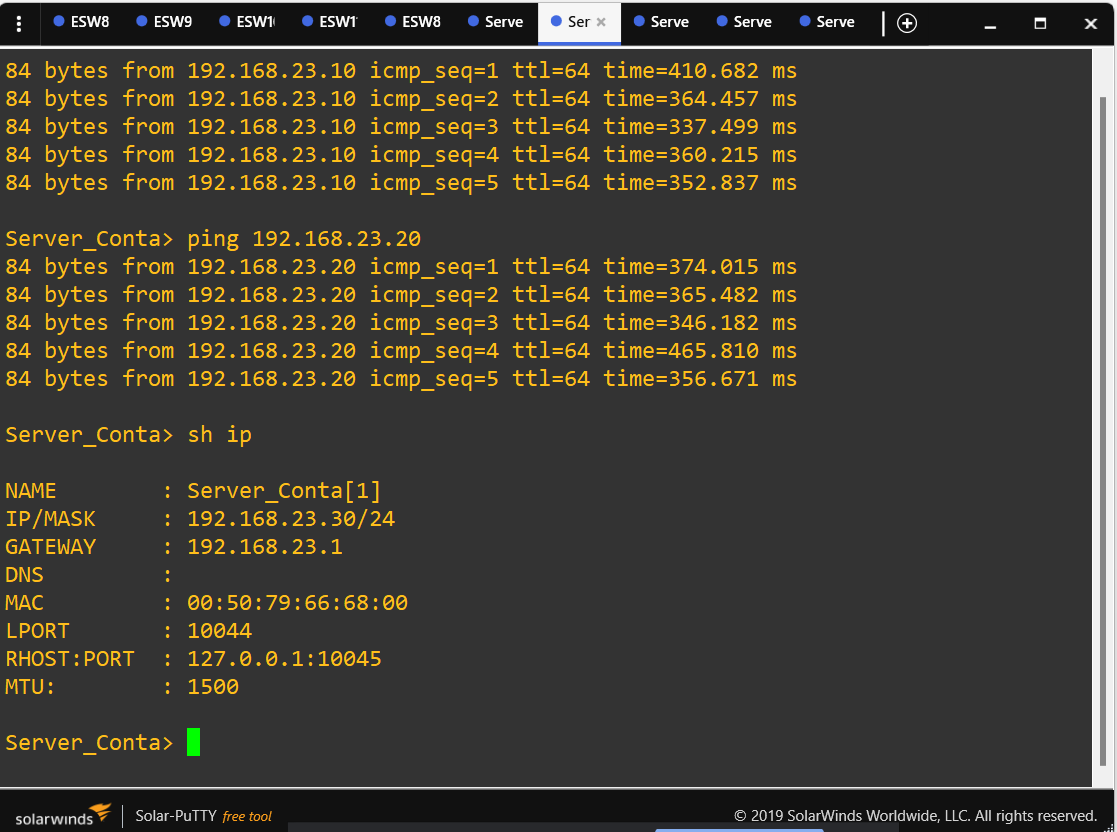 ESW8 ESW9 ESW1 ESW1 ESW8 Serve Ser Serve Serve Serve
84 bytes from 192.168.23.10 icmp_seq=1 ttl=64 time=410.682 ms
84 bytes from 192.168.23.10 icmp_seq=2 ttl=64 time=364.457 ms
84 bytes from 192.168.23.10 icmp_seq=3 ttl=64 time=337.499 ms
84 bytes from 192.168.23.10 icmp_seq=4 ttl=64 time=360.215 ms
84 bytes from 192.168.23.10 icmp_seq=5 ttl=64 time=352.837 ms
Server_Conta> ping 192.168.23.20
84 bytes from 192.168.23.20 icmp_seq=1 ttl=64 time=374.015 ms
84 bytes from 192.168.23.20 icmp_seq=2 ttl=64 time=365.482 ms
84 bytes from 192.168.23.20 icmp_seq=3 ttl=64 time=346.182 ms
84 bytes from 192.168.23.20 icmp_seq=4 ttl=64 time=465.810 ms
84 bytes from 192.168.23.20 icmp_seq=5 ttl=64 time=356.671 ms
Server_Conta> sh ip
NAME : Server_Conta[1]
IP/MASK : 192.168.23.30/24
GATEWAY : 192.168.23.1
DNS :
MAC : 00:50:79:66:68:00
LPORT : 10044
RHOST:PORT : 127.0.0.1:10045
MTU: : 1500
Server_Conta>
solarwinds Solar-PuTTY free tool © 2019 SolarWinds Worldwide, LLC. All rights reserved.